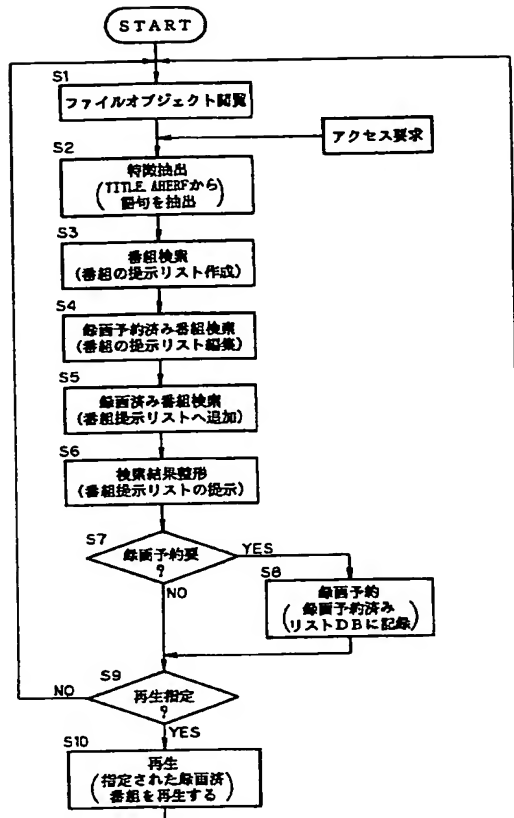 START
S1
ファイルオブジェクト閲覧
アクセス要求
S2
特徴抽出
(TITLE, AHERFから
語句を抽出)
S3
番組検索
(番組の提示リスト作成)
S4
録画予約済み番組検索
(番組の提示リスト編集)
S5
録画済み番組検索
(番組提示リストへ追加)
S6
検索結果整形
(番組提示リストの提示)
S7
録画予約要
?
YES
NO
S8
録画予約
(録画予約済み
リストDBに記録)
S9
再生指定
?
NO
YES
S10
再生
(指定された録画済
番組を再生する)